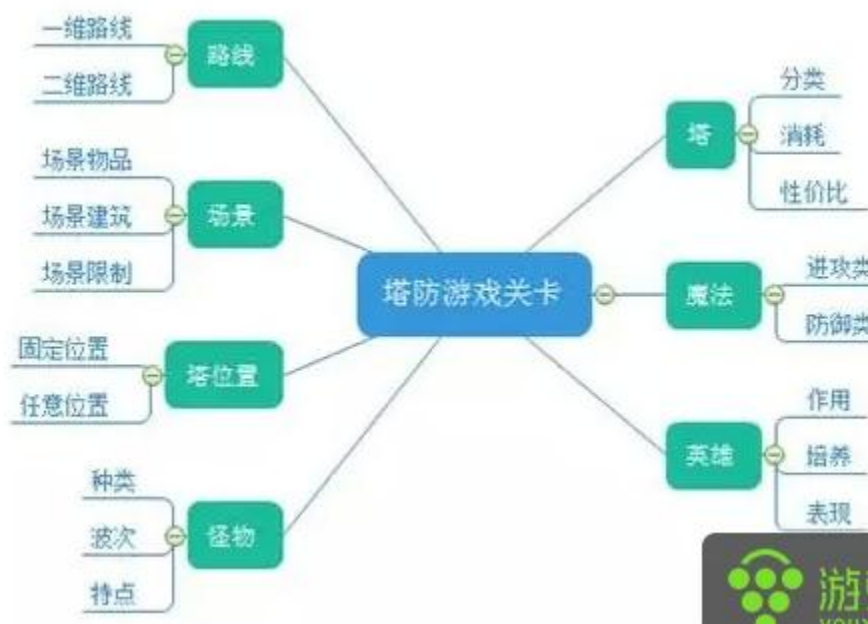 一维路线
二维路线
路线
场景物品
场景建筑
场景限制
场景
固定位置
任意位置
塔位置
种类
波次
特点
怪物
塔防游戏关卡
塔
分类
消耗
性价比
魔法
进攻类
防御类
英雄
作用
培养
表现
游